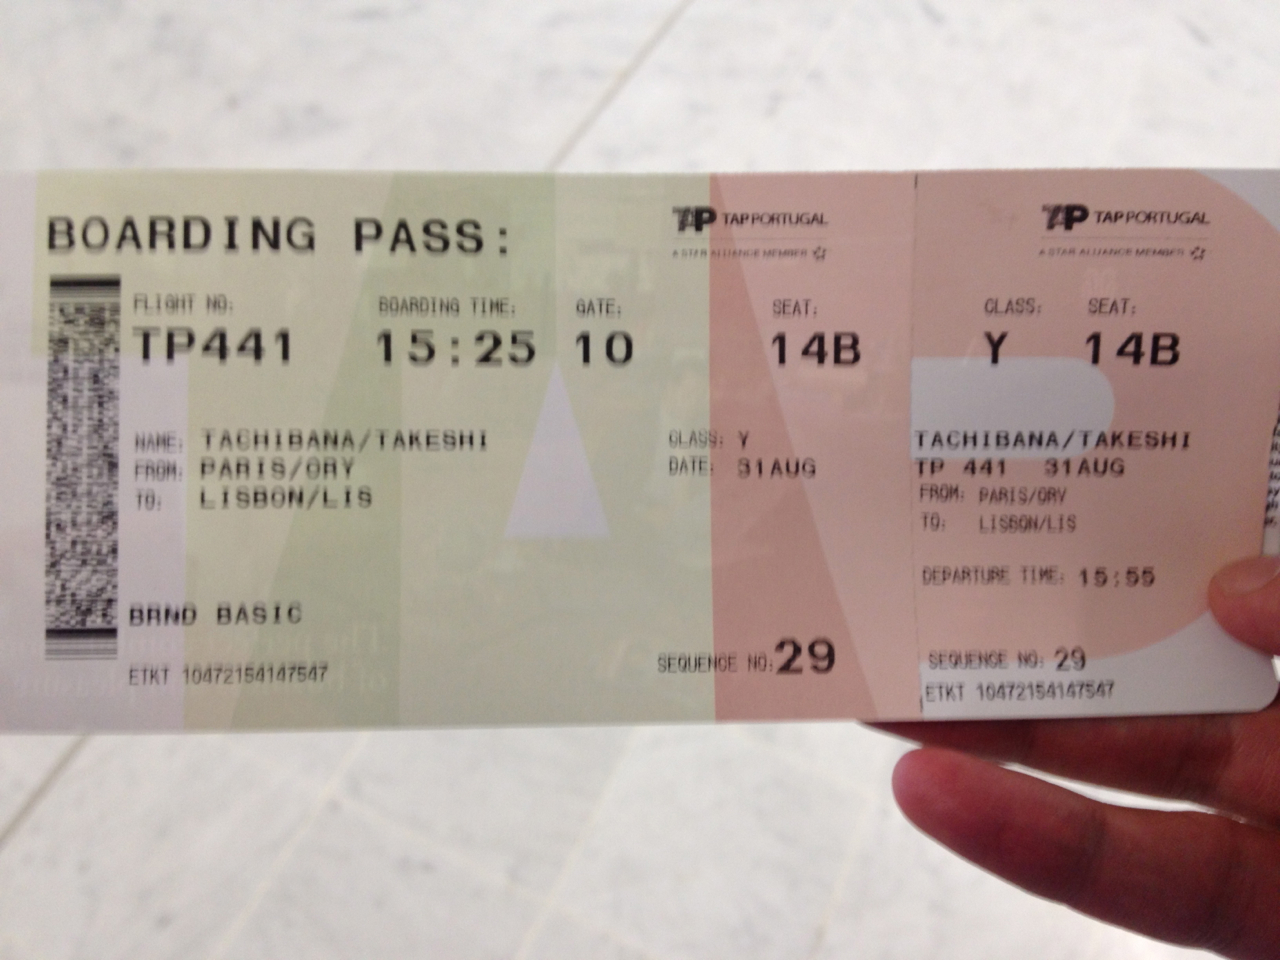 BOARDING PASS:
TAP TAP PORTUGAL
A STAR ALLIANCE MEMBER
FLIGHT NO: BOARDING TIME: GATE: SEAT:
TP441 15:25 10 14B
NAME: TACHIBANA/TAKESHI CLASS: Y
FROM: PARIS/ORY DATE: 31AUG
TO: LISBON/LIS
BRND BASIC
SEQUENCE NO: 29
ETKT 10472154147547
TAP TAP PORTUGAL
A STAR ALLIANCE MEMBER
CLASS: SEAT:
Y 14B
TACHIBANA/TAKESHI
TP 441 31AUG
FROM: PARIS/ORY
TO: LISBON/LIS
DEPARTURE TIME: 15:55
SEQUENCE NO: 29
ETKT 10472154147547